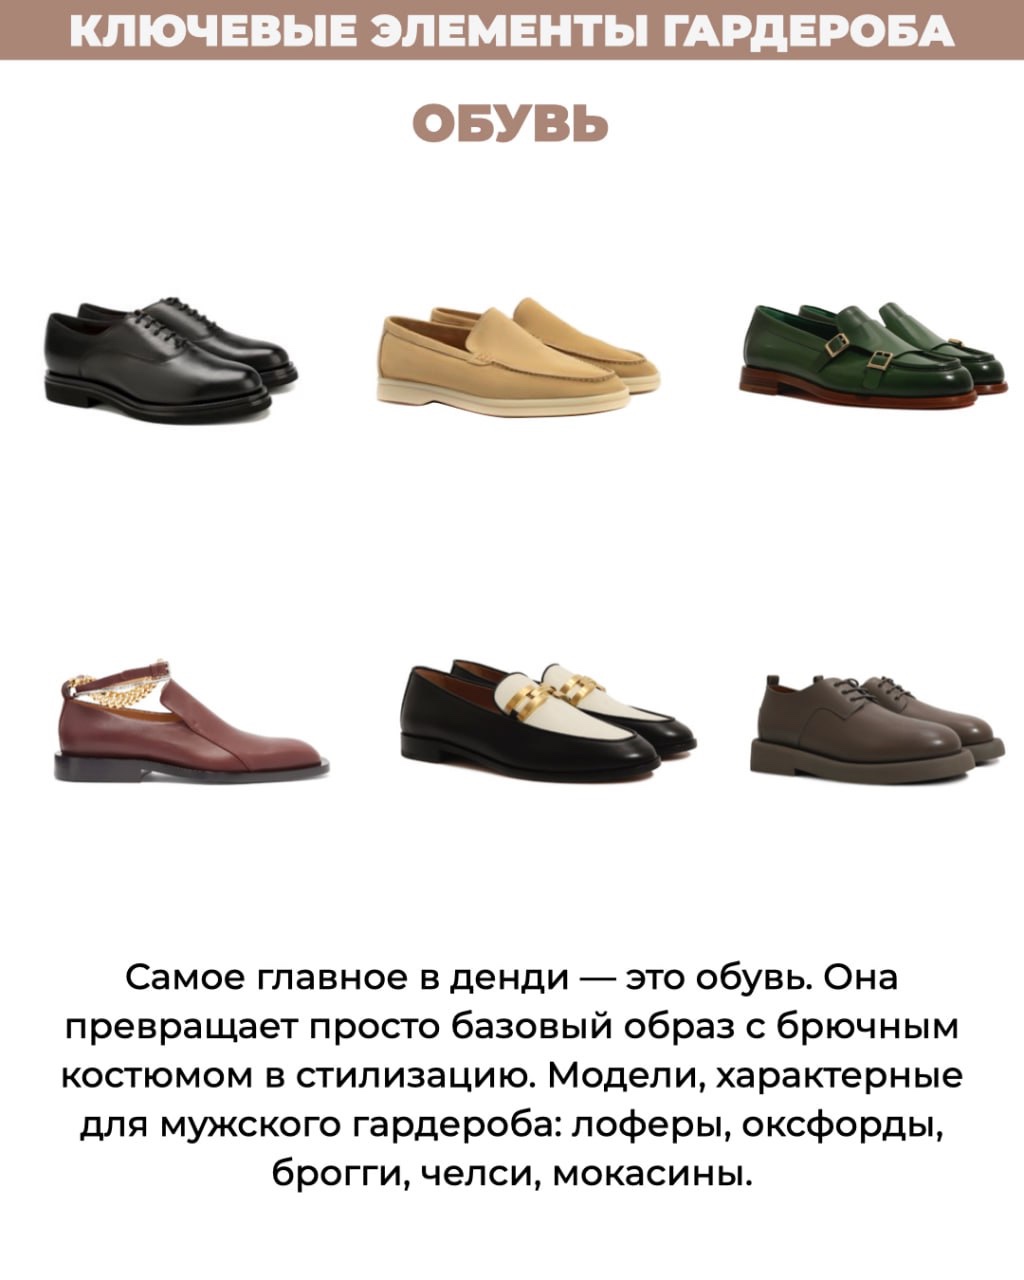 КЛЮЧЕВЫЕ ЭЛЕМЕНТЫ ГАРДЕРОБА
ОБУВЬ
Самое главное в денди — это обувь. Она
превращает просто базовый образ с брючным
костюмом в стилизацию. Модели, характерные
для мужского гардероба: лоферы, оксфорды,
брогги, челси, мокасины.